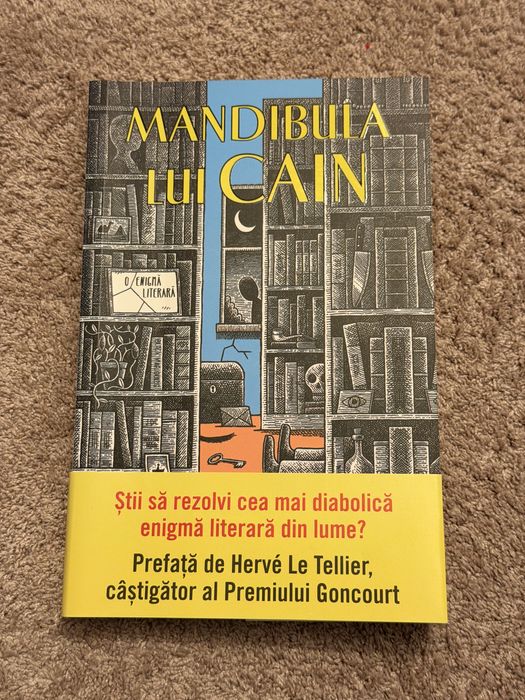 MANDIBULA
LUI CAIN
O ENIGMĂ
LITERARĂ
Știi să rezolvi cea mai diabolică
enigmă literară din lume?
Prefață de Hervé Le Tellier,
câștigător al Premiului Goncourt